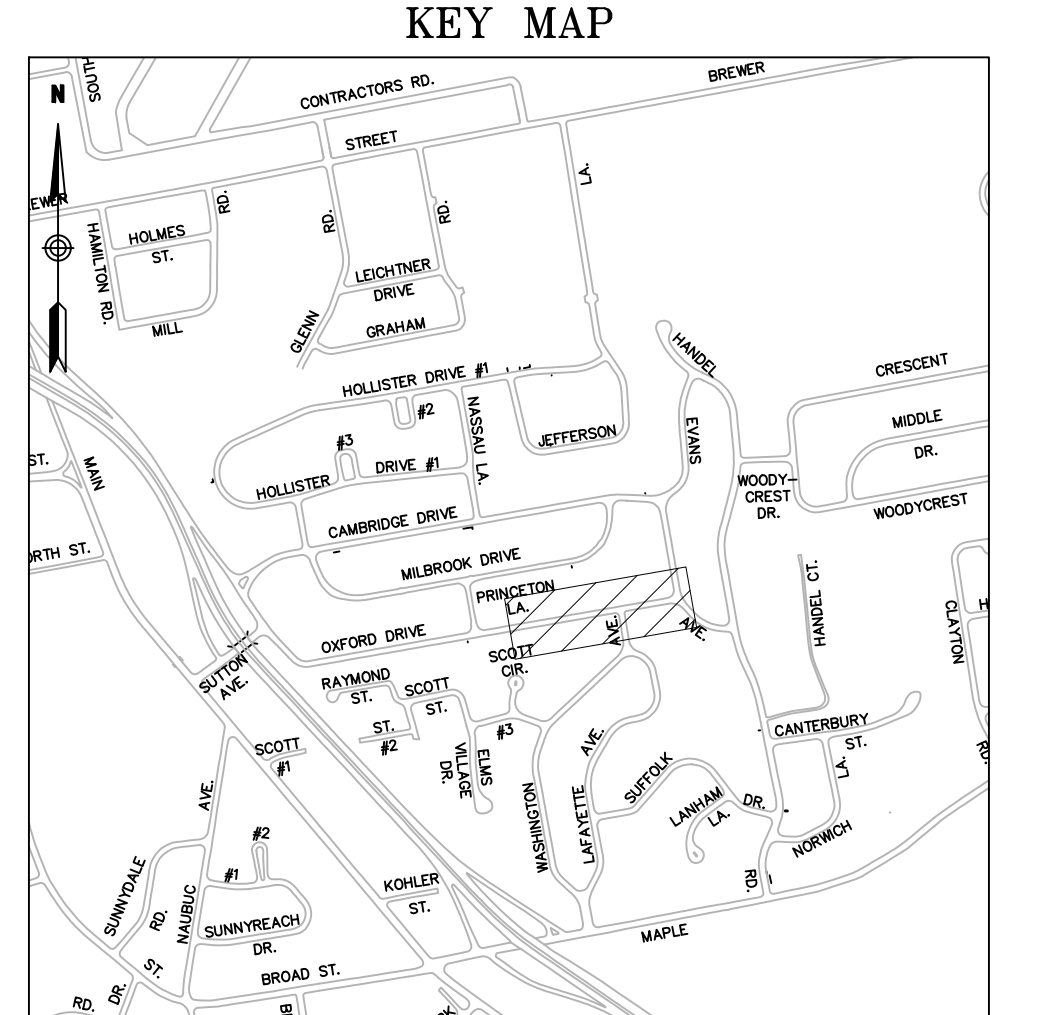 KEY MAP
SOUTH
CONTRACTORS RD.
BREWER
N
STREET
LA.
RD.
RD.
RD.
EWER
HAMILTON RD.
HOLMES
ST.
MILL
LEICHTNER
DRIVE
GRAHAM
GLENN
HANDEL
CRESCENT
HOLLISTER DRIVE #1
#2
NASSAU LA.
JEFFERSON
EVANS
MIDDLE
DR.
#3
DRIVE #1
HOLLISTER
ST.
MAIN
WOODY-
CREST
DR.
WOODYCREST
CAMBRIDGE DRIVE
ORTH ST.
MILBROOK DRIVE
HANDEL CT.
PRINCETON
LA.
CLAYTON
H
OXFORD DRIVE
AVE.
AVE.
SCOTT
CIR.
SUTTON
AVE.
RAYMOND
ST.
SCOTT
ST.
ST.
#2
#3
SCOTT
#1
VILLAGE
DR.
ELMS
AVE.
CANTERBURY
ST.
LA.
RD.
SUFFOLK
LANHAM
LA.
DR.
NORWICH
AVE.
WASHINGTON
LAFAYETTE
#2
#1
SUNNYDALE
RD.
NAUBUC
KOHLER
ST.
RD.
SUNNYREACH
DR.
MAPLE
ST.
BROAD ST.
RD.
DR.